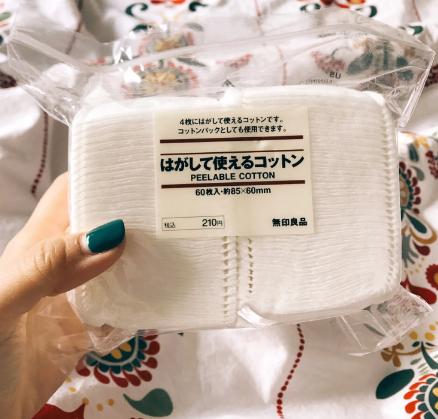 4枚にはがして使えるコットンです。
コットンパックとしても使用できます。
はがして使えるコットン
PEELABLE COTTON
60枚入・約85×60mm
税込 210円
無印良品